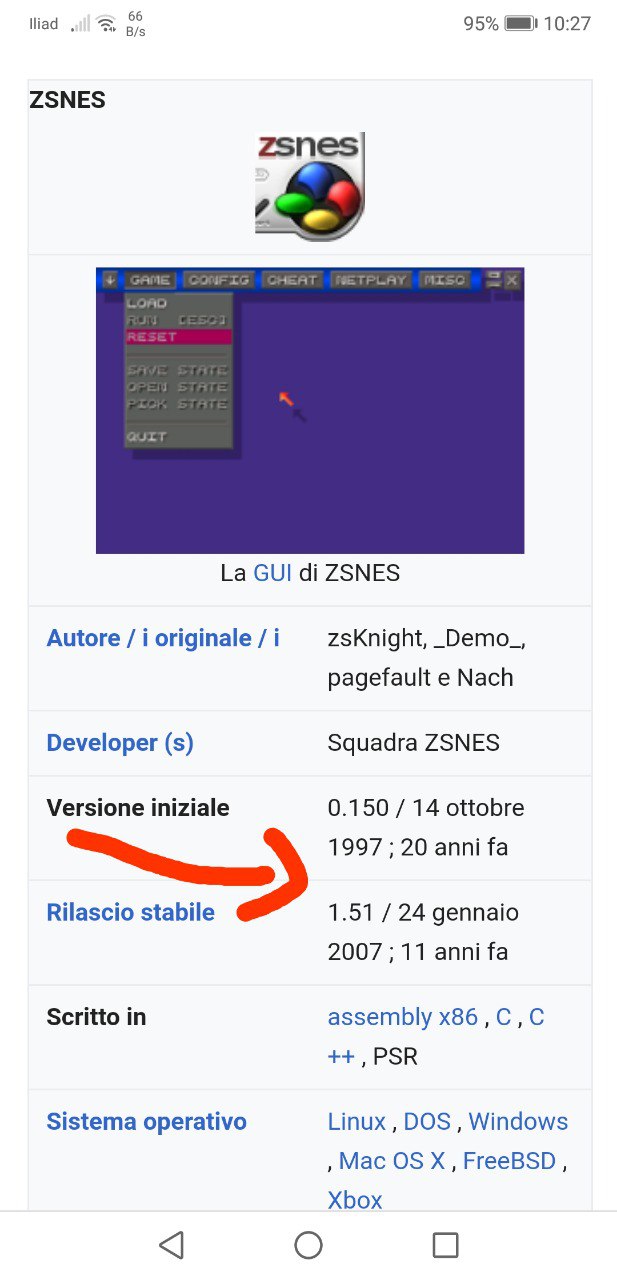 Iliad 66 B/s 95% 10:27
ZSNES
zsnes
GAME CONFIG CHEAT NETPLAY MISC X
LOAD
RUN [ESC]
RESET
SAVE STATE
OPEN STATE
PICK STATE
QUIT
La GUI di ZSNES
Autore / i originale / i zsKnight, _Demo_,
pagefault e Nach
Developer (s) Squadra ZSNES
Versione iniziale 0.150 / 14 ottobre
1997 ; 20 anni fa
Rilascio stabile 1.51 / 24 gennaio
2007 ; 11 anni fa
Scritto in assembly x86 , C , C
++ , PSR
Sistema operativo Linux , DOS , Windows
, Mac OS X , FreeBSD ,
Xbox